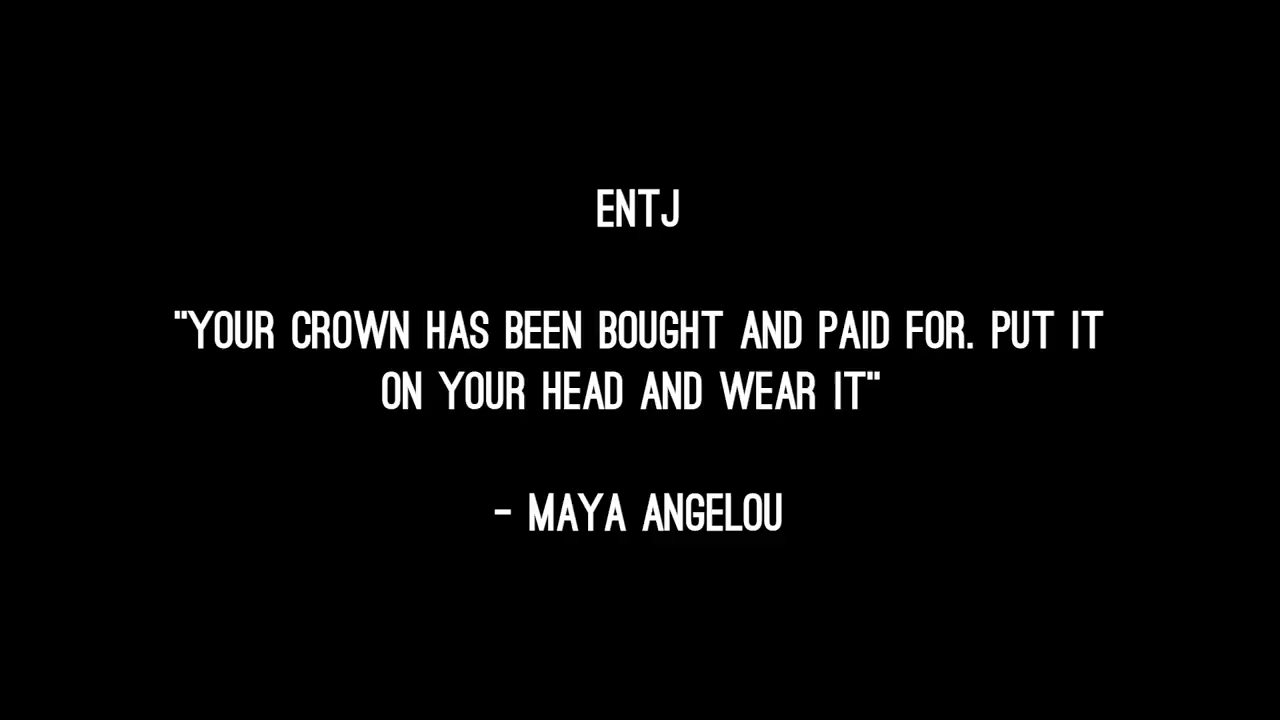 ENTJ
"YOUR CROWN HAS BEEN BOUGHT AND PAID FOR. PUT IT
ON YOUR HEAD AND WEAR IT"
- MAYA ANGELOU